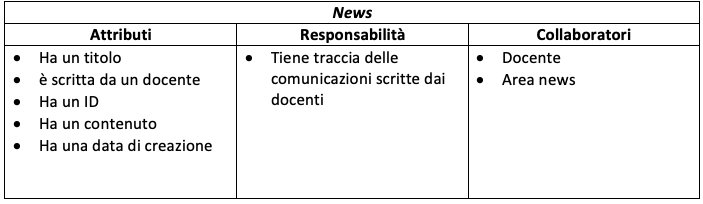 News
Attributi
Responsabilità
Collaboratori
• Ha un titolo
• è scritta da un docente
• Ha un ID
• Ha un contenuto
• Ha una data di creazione
• Tiene traccia delle
comunicazioni scritte dai
docenti
• Docente
• Area news